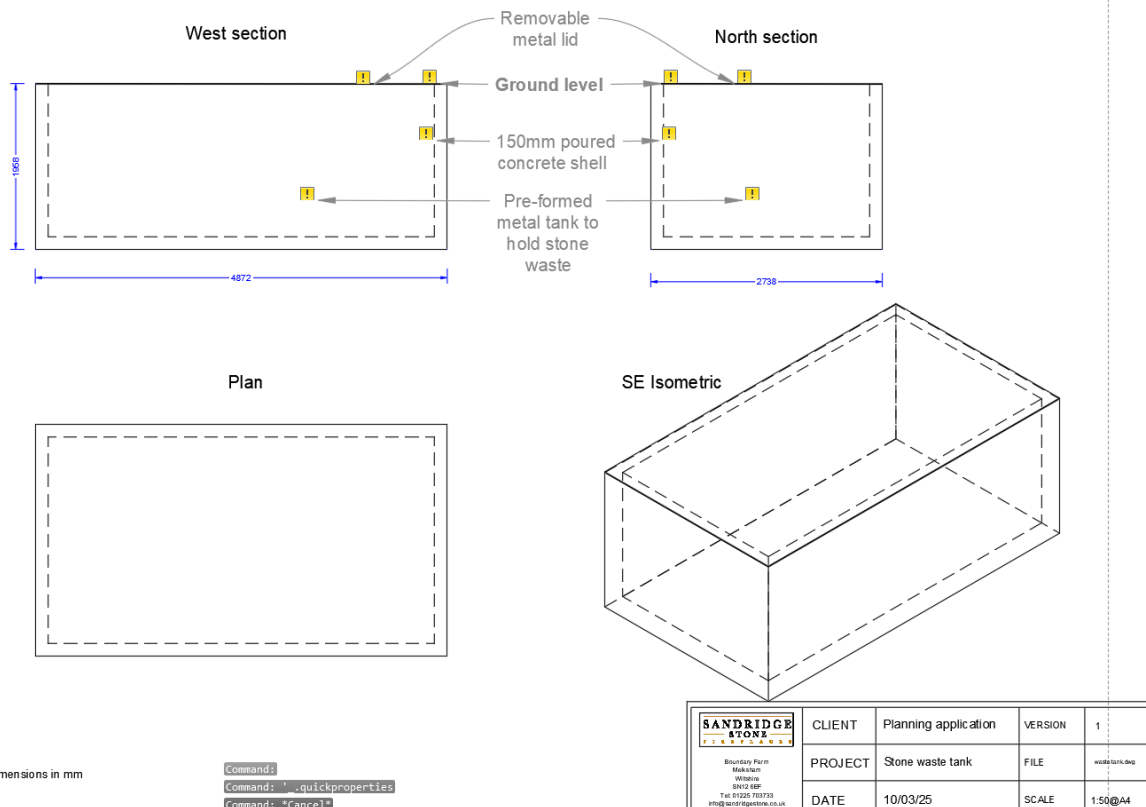 West section
Removable
metal lid
North section
Ground level
150mm poured
concrete shell
Pre-formed
metal tank to
hold stone
waste
1958
4872
2738
Plan
SE Isometric
mensions in mm
Command:
Command: '_.quickproperties
Command: *Cancel*
SANDRIDGE
STONE
FIREPLACES
Boundary Farm
Melksham
Wiltshire
Tel: 01225 703733
info@sandridgestone.co.uk
CLIENT
Planning application
VERSION
1
PROJECT
Stone waste tank
FILE
wastetank.dwg
DATE
10/03/25
SCALE
1:50@A4